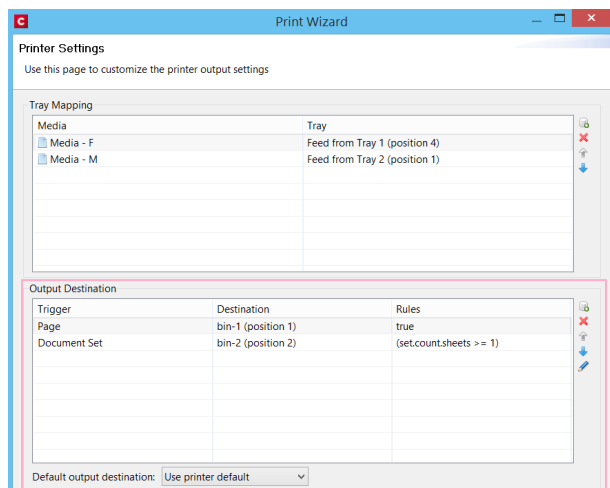 Print Wizard
Printer Settings
Use this page to customize the printer output settings
Tray Mapping
Media Tray
Media - F Feed from Tray 1 (position 4)
Media - M Feed from Tray 2 (position 1)
Output Destination
Trigger Destination Rules
Page bin-1 (position 1) true
Document Set bin-2 (position 2) (set.count.sheets >= 1)
Default output destination: Use printer default